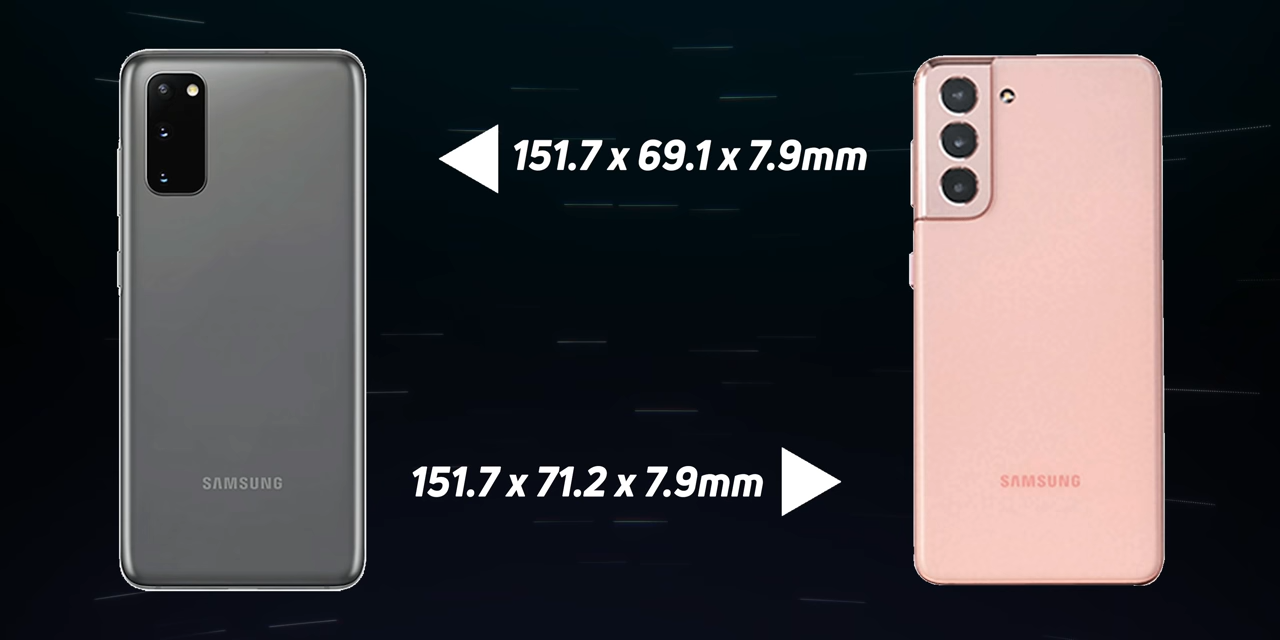 151.7 x 69.1 x 7.9mm
151.7 x 71.2 x 7.9mm
SAMSUNG
SAMSUNG